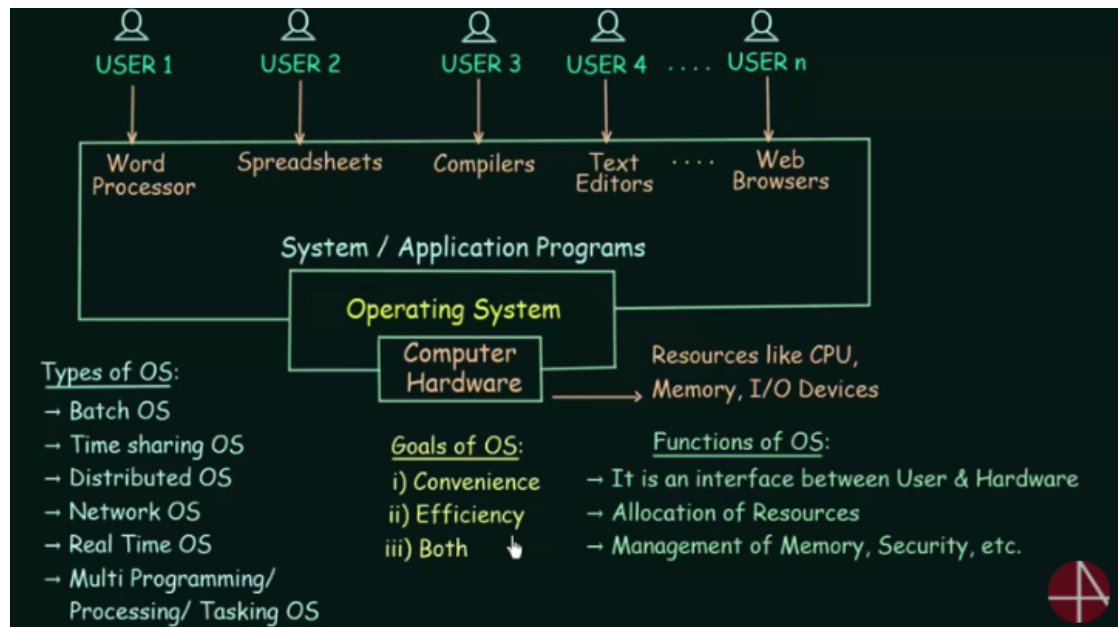 USER 1
USER 2
USER 3
USER 4
. . . .
USER n
Word
Processor
Spreadsheets
Compilers
Text
Editors
. . . .
Web
Browsers
System / Application Programs
Operating System
Computer
Hardware
Resources like CPU,
Memory, I/O Devices
Types of OS:
→ Batch OS
→ Time sharing OS
→ Distributed OS
→ Network OS
→ Real Time OS
→ Multi Programming/
Processing/ Tasking OS
Goals of OS:
i) Convenience
ii) Efficiency
iii) Both
Functions of OS:
→ It is an interface between User & Hardware
→ Allocation of Resources
→ Management of Memory, Security, etc.